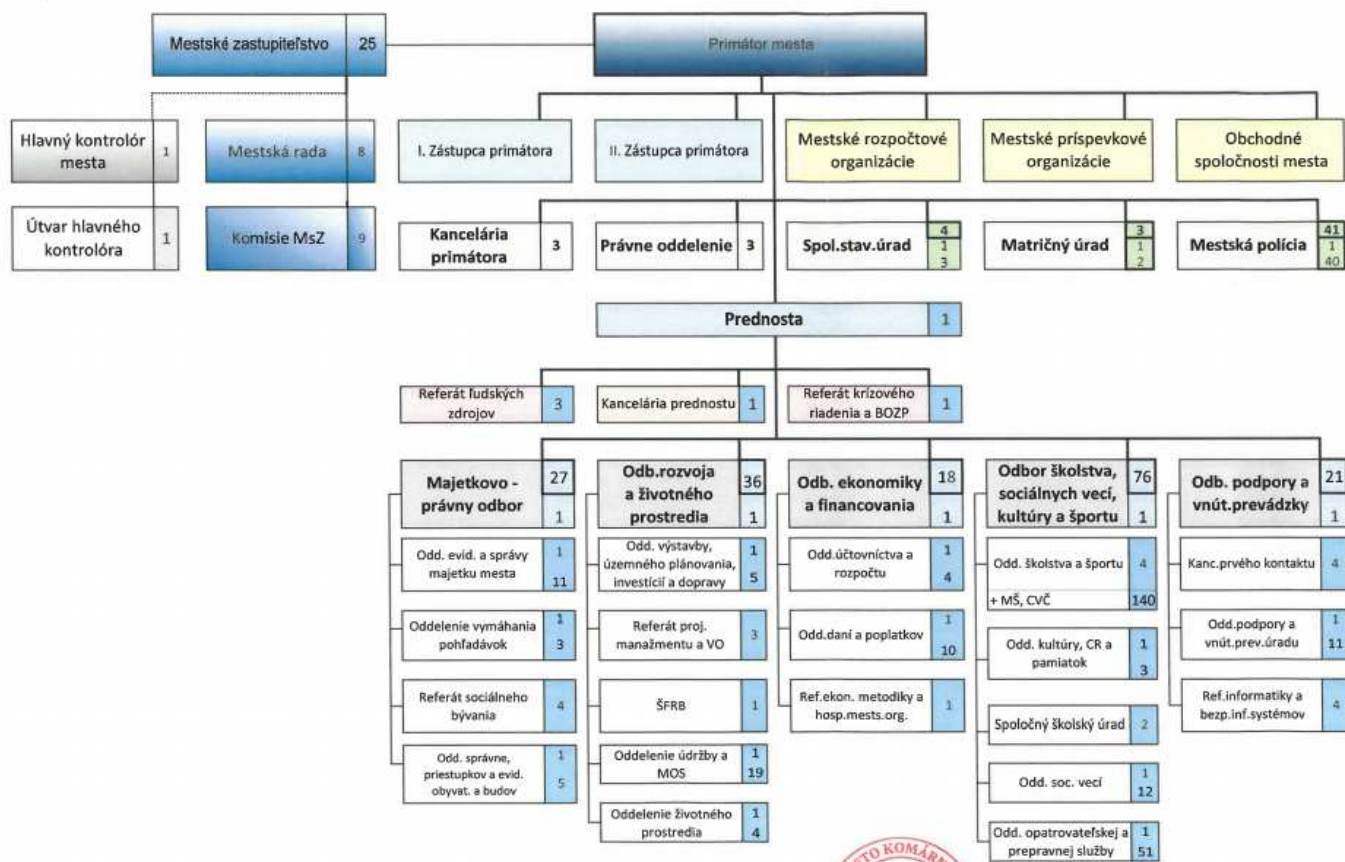 Mestské zastupiteľstvo 25
Primátor mesta
Hlavný kontrolór
mesta
1
Mestská rada 8
I. Zástupca primátora
II. Zástupca primátora
Mestské rozpočtové
organizácie
Mestské príspevkové
organizácie
Obchodné
spoločnosti mesta
Útvar hlavného
kontrolóra
1
Komisie MsZ 9
Kancelária
primátora
3
Právne oddelenie 3
Spol.stav.úrad
4
1
3
Matričný úrad
3
1
2
Mestská polícia
41
1
40
Prednosta 1
Referát ľudských
zdrojov
3
Kancelária prednostu 1
Referát krízového
riadenia a BOZP
1
Majetkovo -
právny odbor
27
1
Odd. evid. a správy
majetku mesta
1
11
Oddelenie vymáhania
pohľadávok
1
3
Referát sociálneho
bývania
4
Odd. správne,
priestupkov a evid.
obyvat. a budov
1
5
Odb.rozvoja
a životného
prostredia
36
1
Odd. výstavby,
územného plánovania,
investícií a dopravy
1
5
Referát proj.
manažmentu a VO
3
ŠFRB 1
Oddelenie údržby a
MOS
1
19
Oddelenie životného
prostredia
1
4
Odb. ekonomiky
a financovania
18
1
Odd.účtovníctva a
rozpočtu
1
4
Odd.daní a poplatkov
1
10
Ref.ekon. metodiky a
hosp.mests.org.
1
Odbor školstva,
sociálnych vecí,
kultúry a športu
76
1
Odd. školstva a športu 4
+ MŠ, CVČ 140
Odd. kultúry, CR a
pamiatok
1
3
Spoločný školský úrad 2
Odd. soc. vecí
1
12
Odd. opatrovateľskej a
prepravnej služby
1
51
Odb. podpory a
vnút.prevádzky
21
1
Kanc.prvého kontaktu 4
Odd.podpory a
vnút.prev.úradu
1
11
Ref.informatiky a
bezp.inf.systémov
4